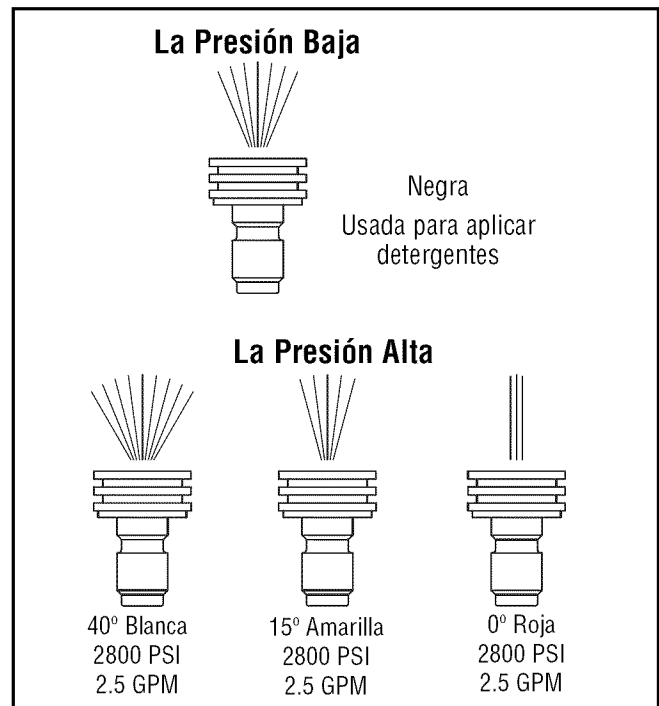 La Presión Baja
Negra
Usada para aplicar
detergentes
La Presión Alta
40º Blanca
2800 PSI
2.5 GPM
15º Amarilla
2800 PSI
2.5 GPM
0º Roja
2800 PSI
2.5 GPM